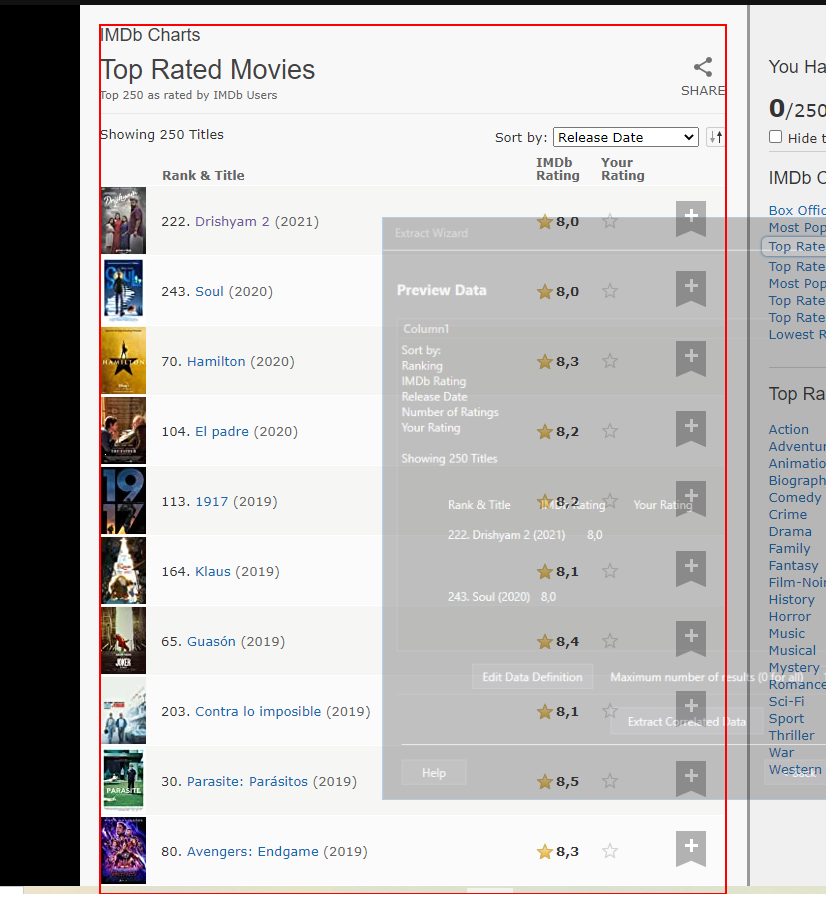 IMDb Charts
Top Rated Movies
Top 250 as rated by IMDb Users
SHARE
Showing 250 Titles
Sort by: Release Date
Rank & Title IMDb Rating Your Rating
222. Drishyam 2 (2021) 8,0
243. Soul (2020) 8,0
70. Hamilton (2020) 8,3
HAMILTON
104. El padre (2020) 8,2
113. 1917 (2019) 8,2
19
17
164. Klaus (2019) 8,1
65. Guasón (2019) 8,4
JOKER
203. Contra lo imposible (2019) 8,1
30. Parasite: Parásitos (2019) 8,5
PARASITE
80. Avengers: Endgame (2019) 8,3
Extract Wizard
Preview Data
Column1
Sort by:
Ranking
IMDb Rating
Release Date
Number of Ratings
Your Rating
Showing 250 Titles
Rank & Title IMDb Rating Your Rating
222. Drishyam 2 (2021) 8,0
243. Soul (2020) 8,0
Edit Data Definition Maximum number of results (0 for all)
Extract Correlated Data
Help
You Ha
0/250
Hide t
IMDb C
Box Offic
Most Pop
Top Rate
Top Rate
Most Pop
Top Rate
Top Rate
Lowest R
Top Ra
Action
Adventur
Animatio
Biograph
Comedy
Crime
Drama
Family
Fantasy
Film-Noir
History
Horror
Music
Musical
Mystery
Romance
Sci-Fi
Sport
Thriller
War
Western